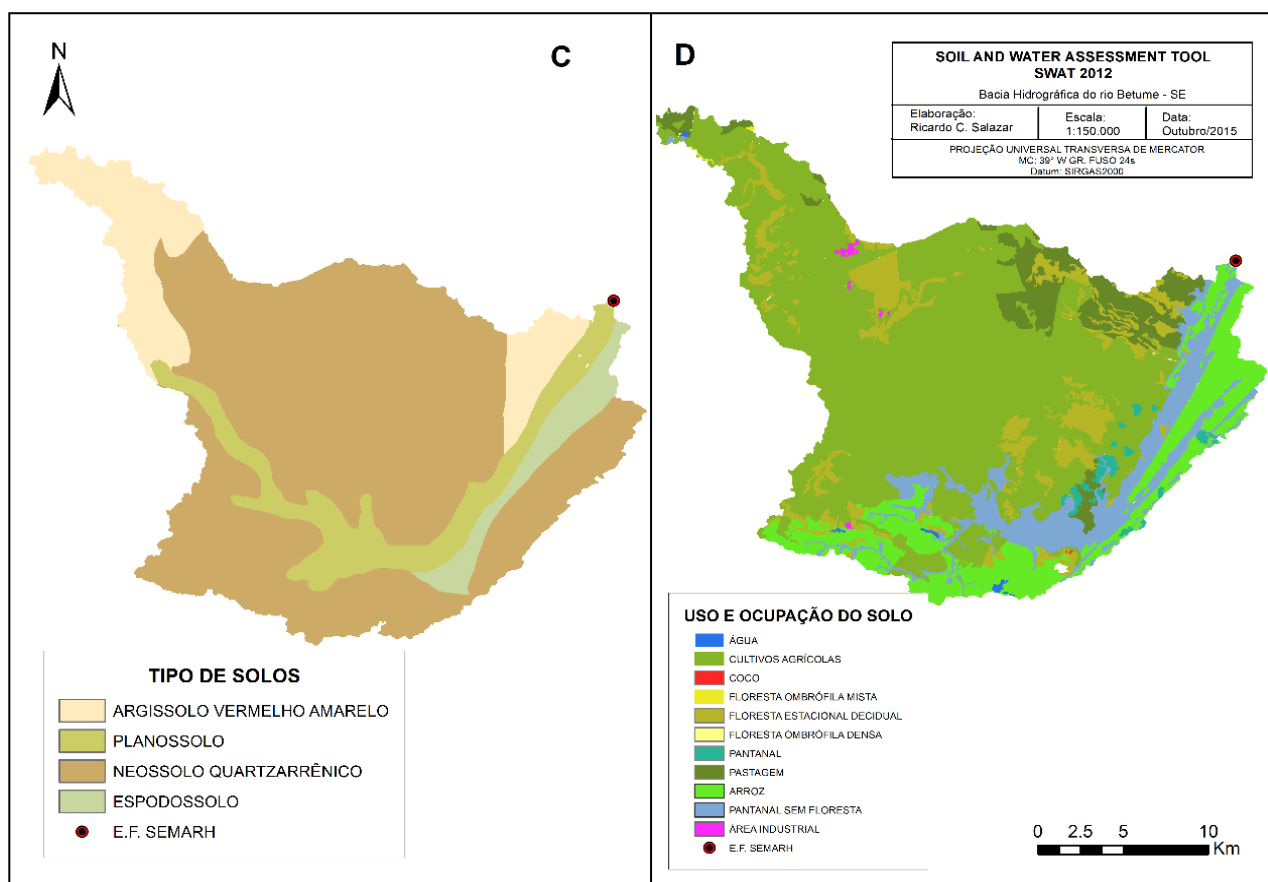 N
C
TIPO DE SOLOS
ARGISSOLO VERMELHO AMARELO
PLANOSSOLO
NEOSSOLO QUARTZARRÊNICO
ESPODOSSOLO
E.F. SEMARH
D
SOIL AND WATER ASSESSMENT TOOL
SWAT 2012
Bacia Hidrográfica do rio Betume - SE
Elaboração:
Ricardo C. Salazar
Escala:
1:150.000
Data:
Outubro/2015
PROJEÇÃO UNIVERSAL TRANSVERSA DE MERCATOR
MC: 39° W GR. FUSO 24s
Datum: SIRGAS2000
USO E OCUPAÇÃO DO SOLO
ÁGUA
CULTIVOS AGRÍCOLAS
COCO
FLORESTA OMBRÓFILA MISTA
FLORESTA ESTACIONAL DECIDUAL
FLORESTA OMBRÓFILA DENSA
PANTANAL
PASTAGEM
ARROZ
PANTANAL SEM FLORESTA
ÁREA INDUSTRIAL
E.F. SEMARH
0 2.5 5 10
Km